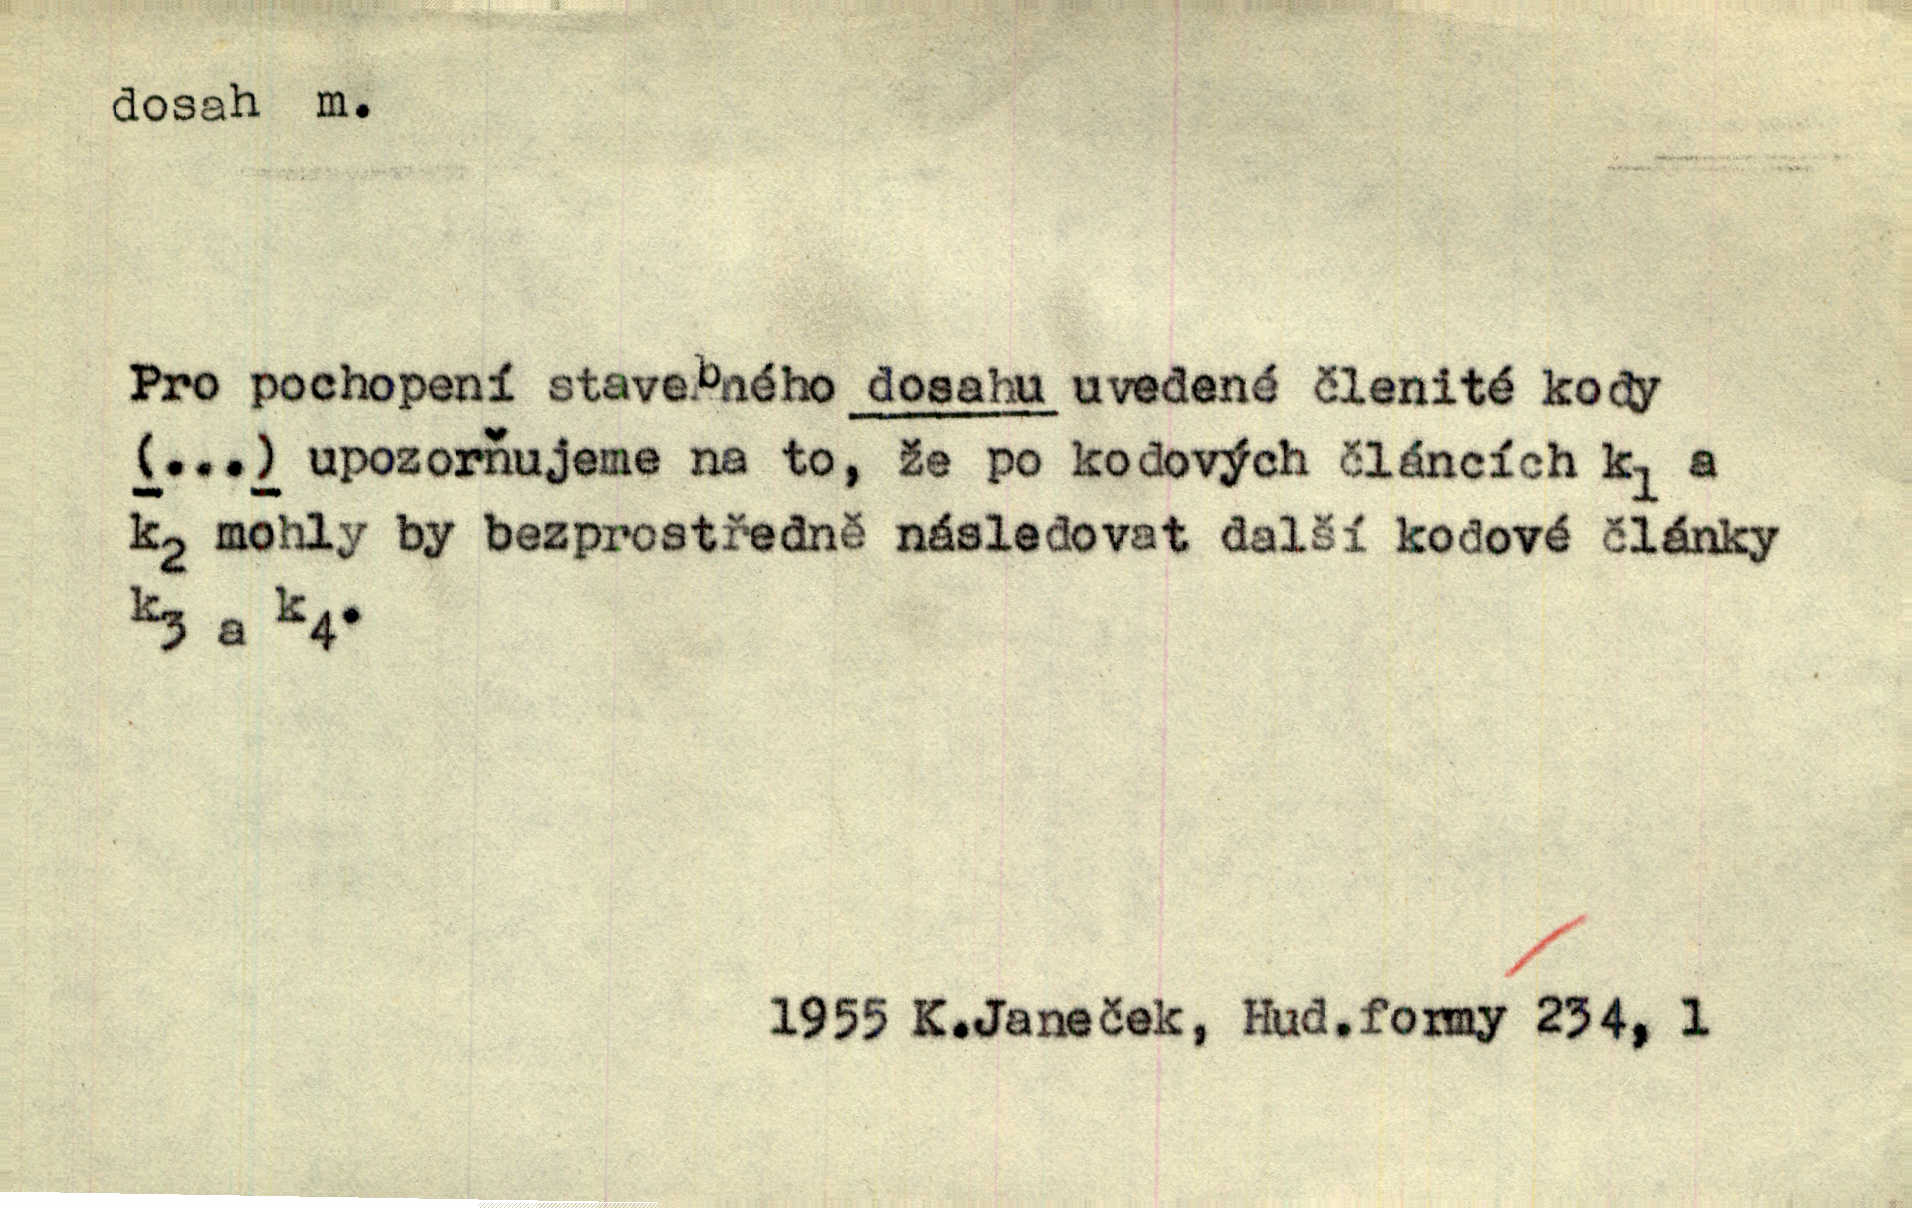 dosah m.
Pro pochopení stavebného dosahu uvedené členité kody
(...) upozorňujeme na to, že po kodových článcích k₁ a
k₂ mohly by bezprostředně následovat další kodové články
k₃ a k₄.
1955 K.Janeček, Hud.formy 234, 1